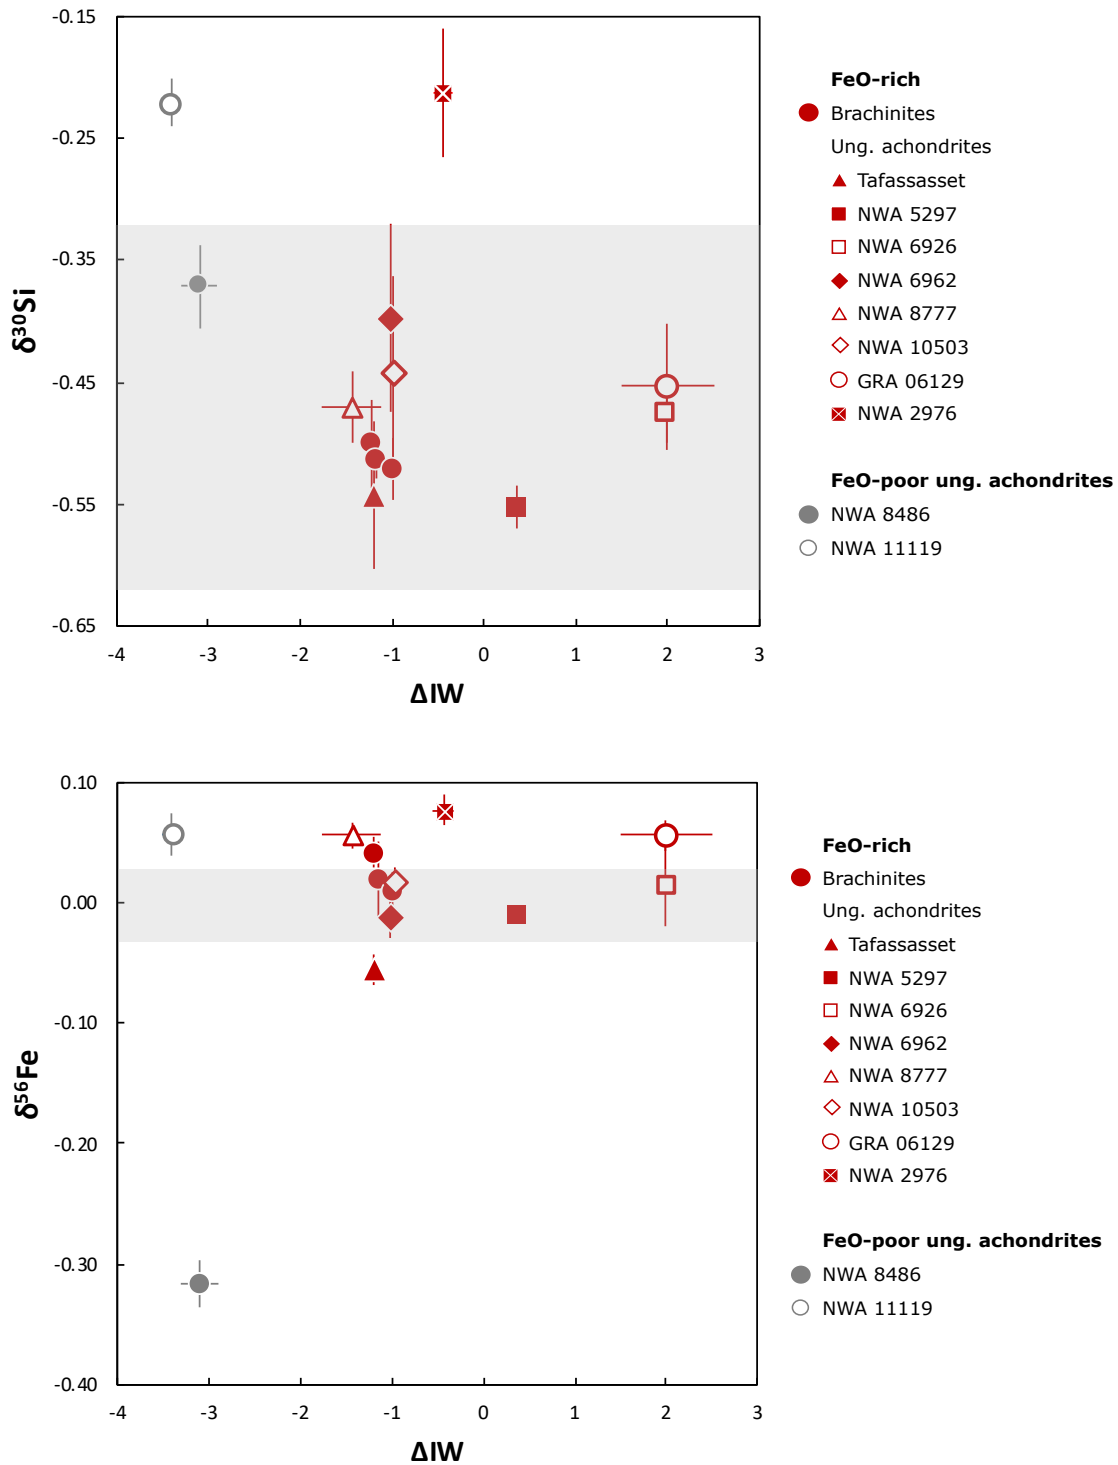 -0.15
-0.25
-0.35
-0.45
-0.55
-0.65
δ³⁰Si
-4 -3 -2 -1 0 1 2 3
ΔIW
FeO-rich
Brachinites
Ung. achondrites
Tafassasset
NWA 5297
NWA 6926
NWA 6962
NWA 8777
NWA 10503
GRA 06129
NWA 2976
FeO-poor ung. achondrites
NWA 8486
NWA 11119
0.10
0.00
-0.10
-0.20
-0.30
-0.40
δ⁵⁶Fe
-4 -3 -2 -1 0 1 2 3
ΔIW
FeO-rich
Brachinites
Ung. achondrites
Tafassasset
NWA 5297
NWA 6926
NWA 6962
NWA 8777
NWA 10503
GRA 06129
NWA 2976
FeO-poor ung. achondrites
NWA 8486
NWA 11119